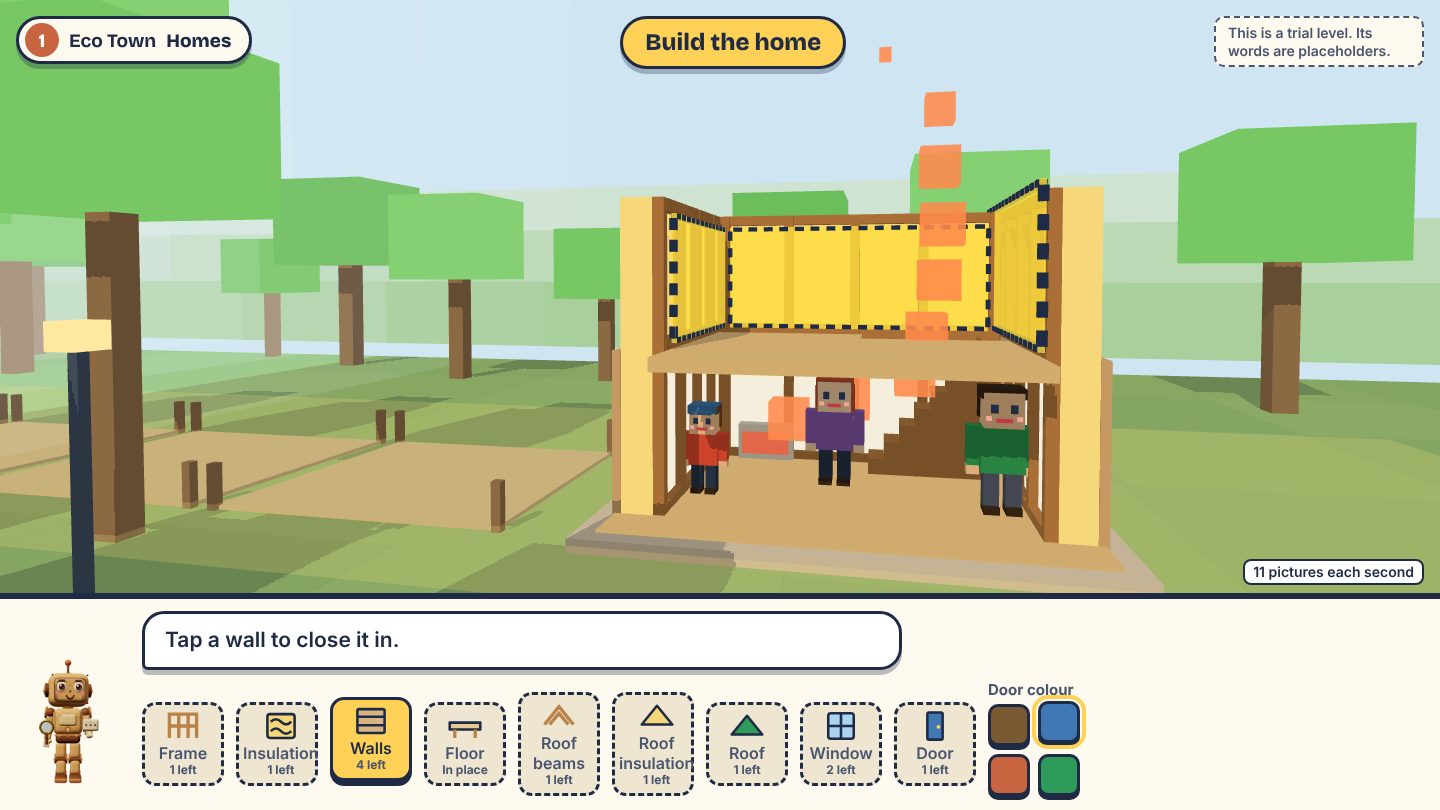 1 Eco Town Homes
Build the home
This is a trial level. Its
words are placeholders.
11 pictures each second
Tap a wall to close it in.
Door colour
Frame
1 left
Insulation
1 left
Walls
4 left
Floor
In place
Roof
beams
1 left
Roof
insulation
1 left
Roof
1 left
Window
2 left
Door
1 left